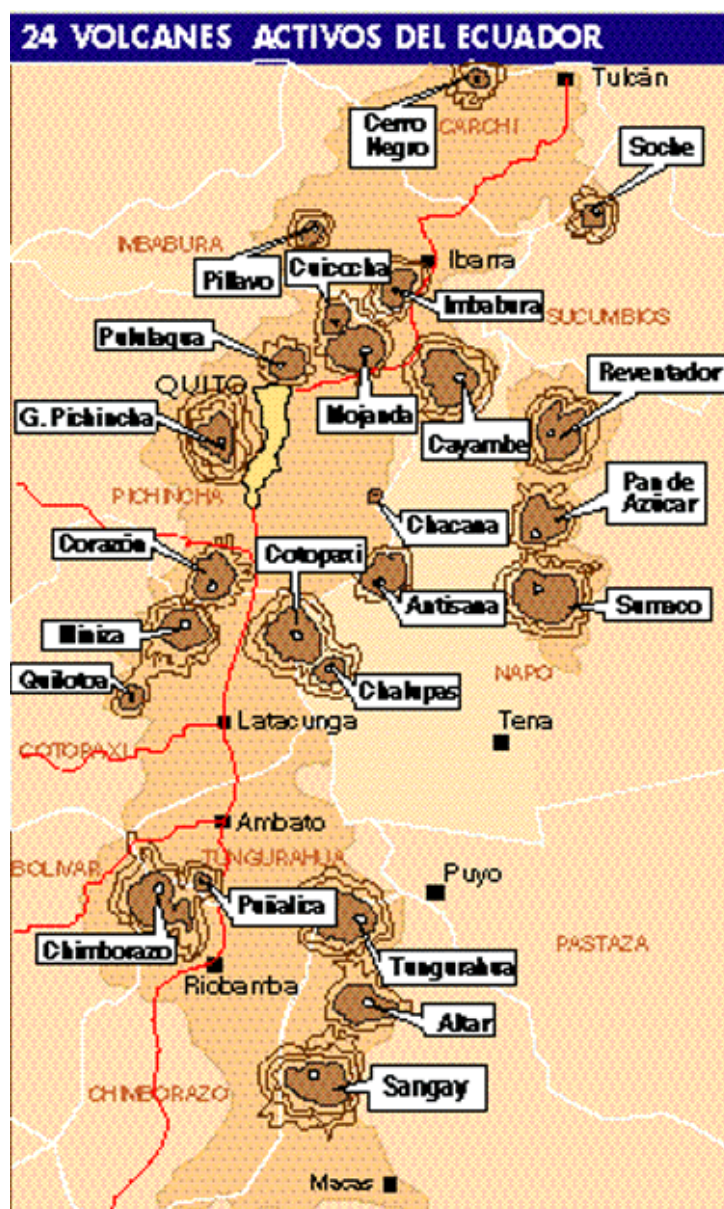 24 VOLCANES ACTIVOS DEL ECUADOR
Tulcán
Cerro
Negro
CARCHI
Soche
IMBABURA
Pillavo
Cuicocha
Ibarra
Imbabura
SUCUMBIOS
Pululagua
QUITO
Reventador
G. Pichincha
Mojanda
Cayambe
PICHINCHA
Pan de
Azúcar
Chacana
Corazón
Cotopaxi
Antisana
Sumaco
Iliniza
Quilotoa
Chalupas
NAPO
Latacunga
Tena
COTOPAXI
Ambato
BOLIVAR
TUNGURAHUA
Puyo
Puñalica
Chimborazo
PASTAZA
Tungurahua
Riobamba
Altar
CHIMBORAZO
Sangay
Macas